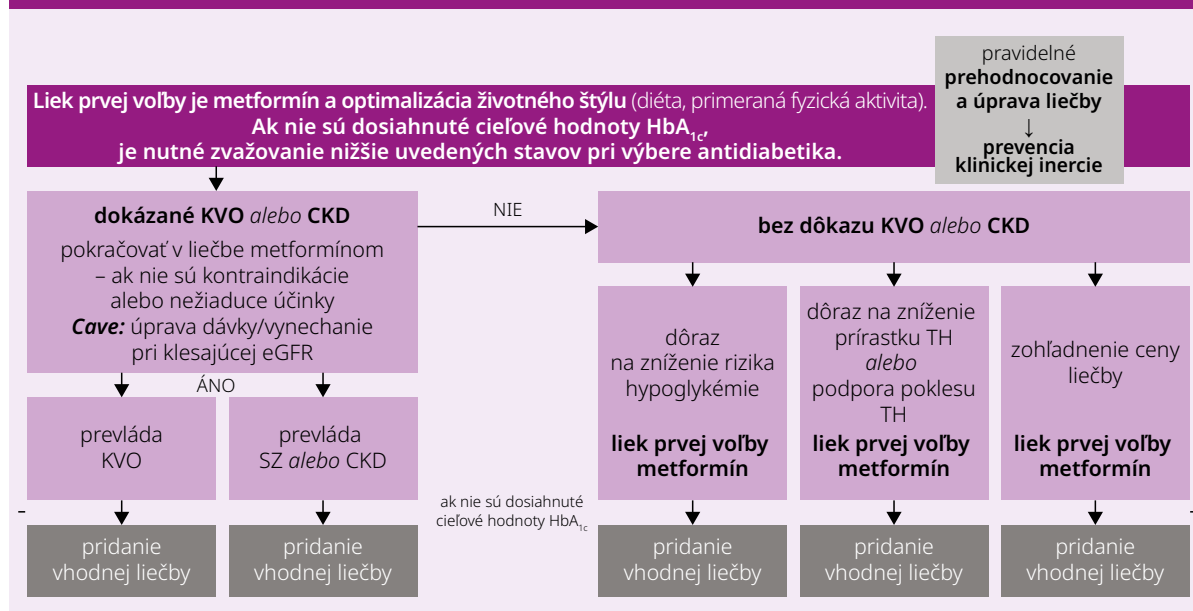 pravidelné
prehodnocovanie
a úprava liečby
↓
prevencia
klinickej inercie
Liek prvej voľby je metformín a optimalizácia životného štýlu (diéta, primeraná fyzická aktivita).
Ak nie sú dosiahnuté cieľové hodnoty HbA1c,
je nutné zvažovanie nižšie uvedených stavov pri výbere antidiabetika.
dokázané KVO alebo CKD
pokračovať v liečbe metformínom
– ak nie sú kontraindikácie
alebo nežiaduce účinky
Cave: úprava dávky/vynechanie
pri klesajúcej eGFR
NIE
bez dôkazu KVO alebo CKD
ÁNO
prevláda
KVO
prevláda
SZ alebo CKD
dôraz
na zníženie rizika
hypoglykémie
liek prvej voľby
metformín
dôraz na zníženie
prírastku TH
alebo
podpora poklesu
TH
liek prvej voľby
metformín
zohľadnenie ceny
liečby
liek prvej voľby
metformín
ak nie sú dosiahnuté
cieľové hodnoty HbA1c
pridanie
vhodnej liečby
pridanie
vhodnej liečby
pridanie
vhodnej liečby
pridanie
vhodnej liečby
pridanie
vhodnej liečby